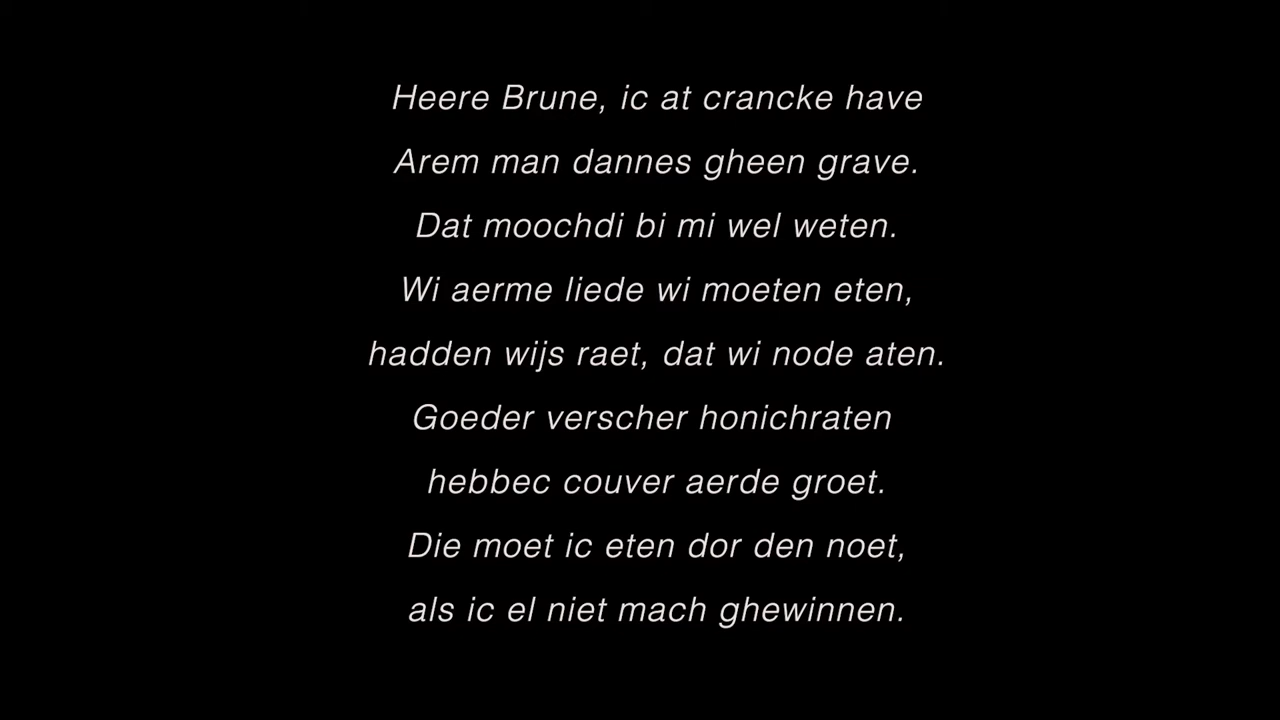 Heere Brune, ic at crancke have
Arem man dannes gheen grave.
Dat moochdi bi mi wel weten.
Wi aerme liede wi moeten eten,
hadden wijs raet, dat wi node aten.
Goeder verscher honichraten
hebbec couver aerde groet.
Die moet ic eten dor den noet,
als ic el niet mach ghewinnen.